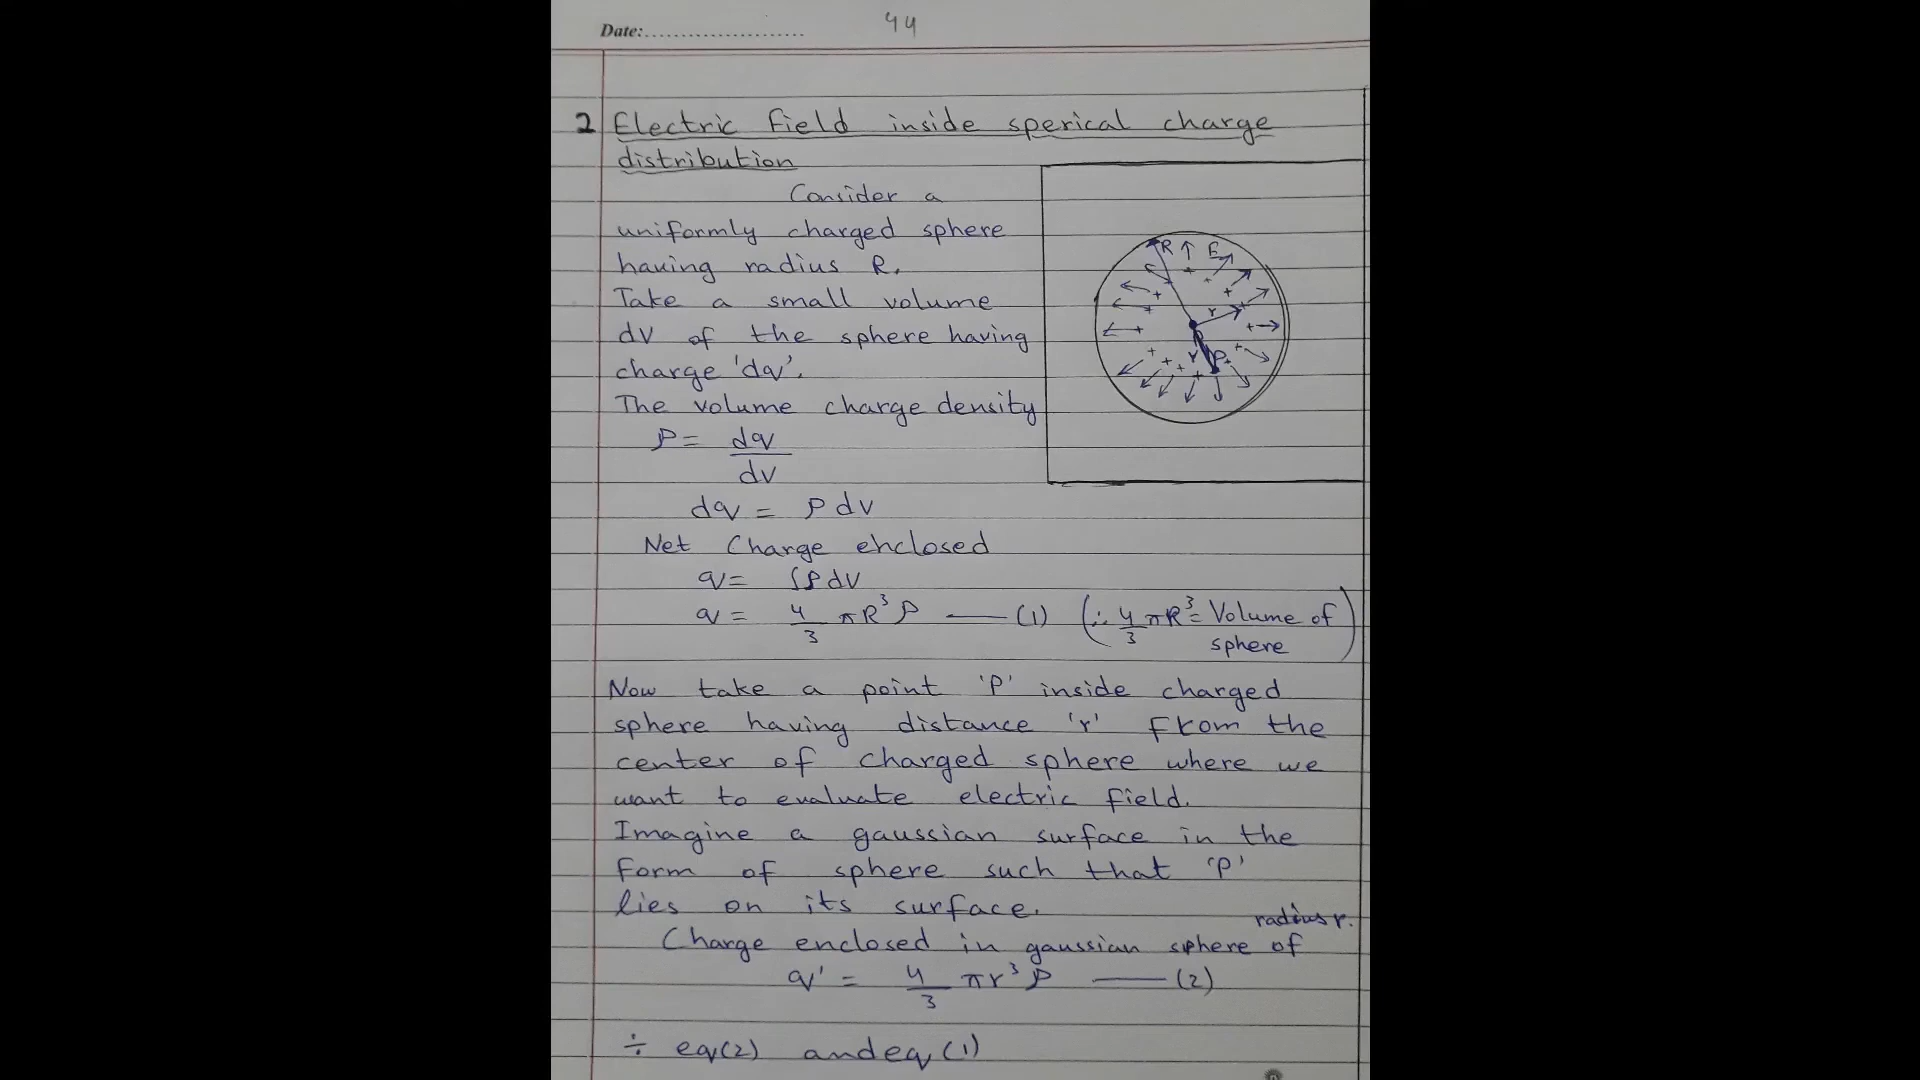 Date:........................
44
2 Electric field inside sperical charge
distribution
Consider a
uniformly charged sphere
having radius R.
Take a small volume
dV of the sphere having
charge 'dq'.
The volume charge density
ρ = dq
dv
dq = ρ dv
Net Charge enclosed
q = ∫ρdv
q = 4/3 πR³ρ —— (1) (∴ 4/3 πR³ = Volume of
sphere)
Now take a point 'P' inside charged
sphere having distance 'r' from the
center of charged sphere where we
want to evaluate electric field.
Imagine a gaussian surface in the
form of sphere such that 'P'
lies on its surface.
radius r.
Charge enclosed in gaussian sphere of
q' = 4/3 πr³ρ —— (2)
÷ eq(2) and eq (1)
R E
r
r P